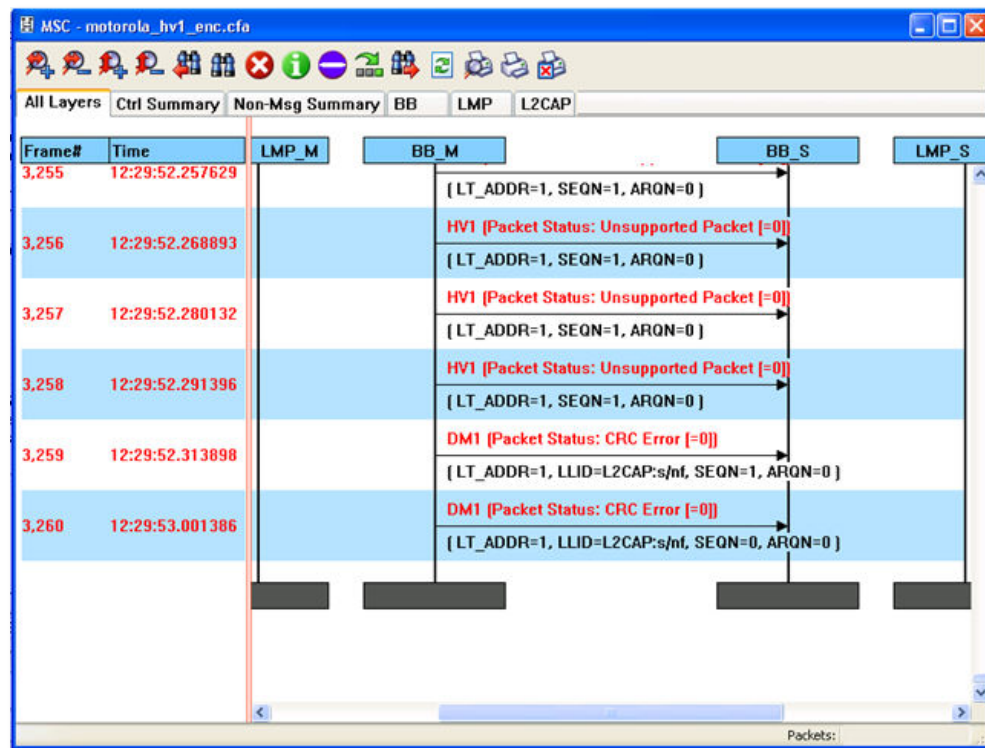 MSC - motorola_hv1_enc.cfa
All Layers Ctrl Summary Non-Msg Summary BB LMP L2CAP
Frame# Time LMP_M BB_M BB_S LMP_S
3,255 12:29:52.257629
( LT_ADDR=1, SEQN=1, ARQN=0 )
HV1 (Packet Status: Unsupported Packet [=0])
3,256 12:29:52.268893
( LT_ADDR=1, SEQN=1, ARQN=0 )
HV1 (Packet Status: Unsupported Packet [=0])
3,257 12:29:52.280132
( LT_ADDR=1, SEQN=1, ARQN=0 )
HV1 (Packet Status: Unsupported Packet [=0])
3,258 12:29:52.291396
( LT_ADDR=1, SEQN=1, ARQN=0 )
DM1 (Packet Status: CRC Error [=0])
3,259 12:29:52.313898
( LT_ADDR=1, LLID=L2CAP:s/nf, SEQN=1, ARQN=0 )
DM1 (Packet Status: CRC Error [=0])
3,260 12:29:53.001386
( LT_ADDR=1, LLID=L2CAP:s/nf, SEQN=0, ARQN=0 )
Packets: